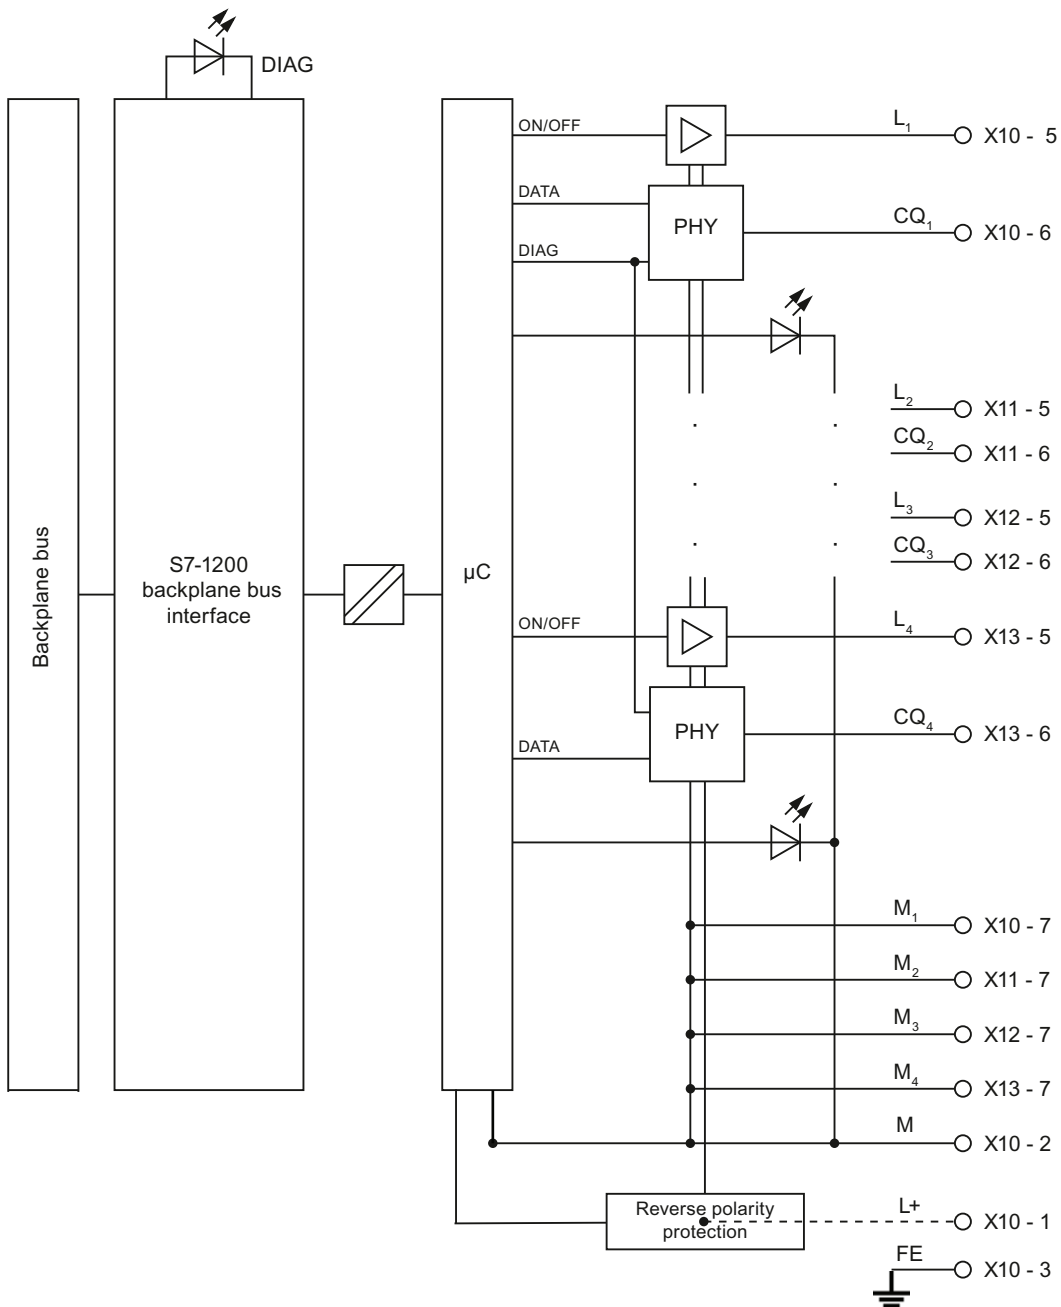 DIAG
ON/OFF
L1
X10 - 5
DATA
PHY
CQ1
X10 - 6
DIAG
L2
X11 - 5
CQ2
X11 - 6
L3
X12 - 5
CQ3
X12 - 6
Backplane bus
S7-1200
backplane bus
interface
µC
ON/OFF
L4
X13 - 5
PHY
CQ4
X13 - 6
DATA
M1
X10 - 7
M2
X11 - 7
M3
X12 - 7
M4
X13 - 7
M
X10 - 2
Reverse polarity
protection
L+
X10 - 1
FE
X10 - 3